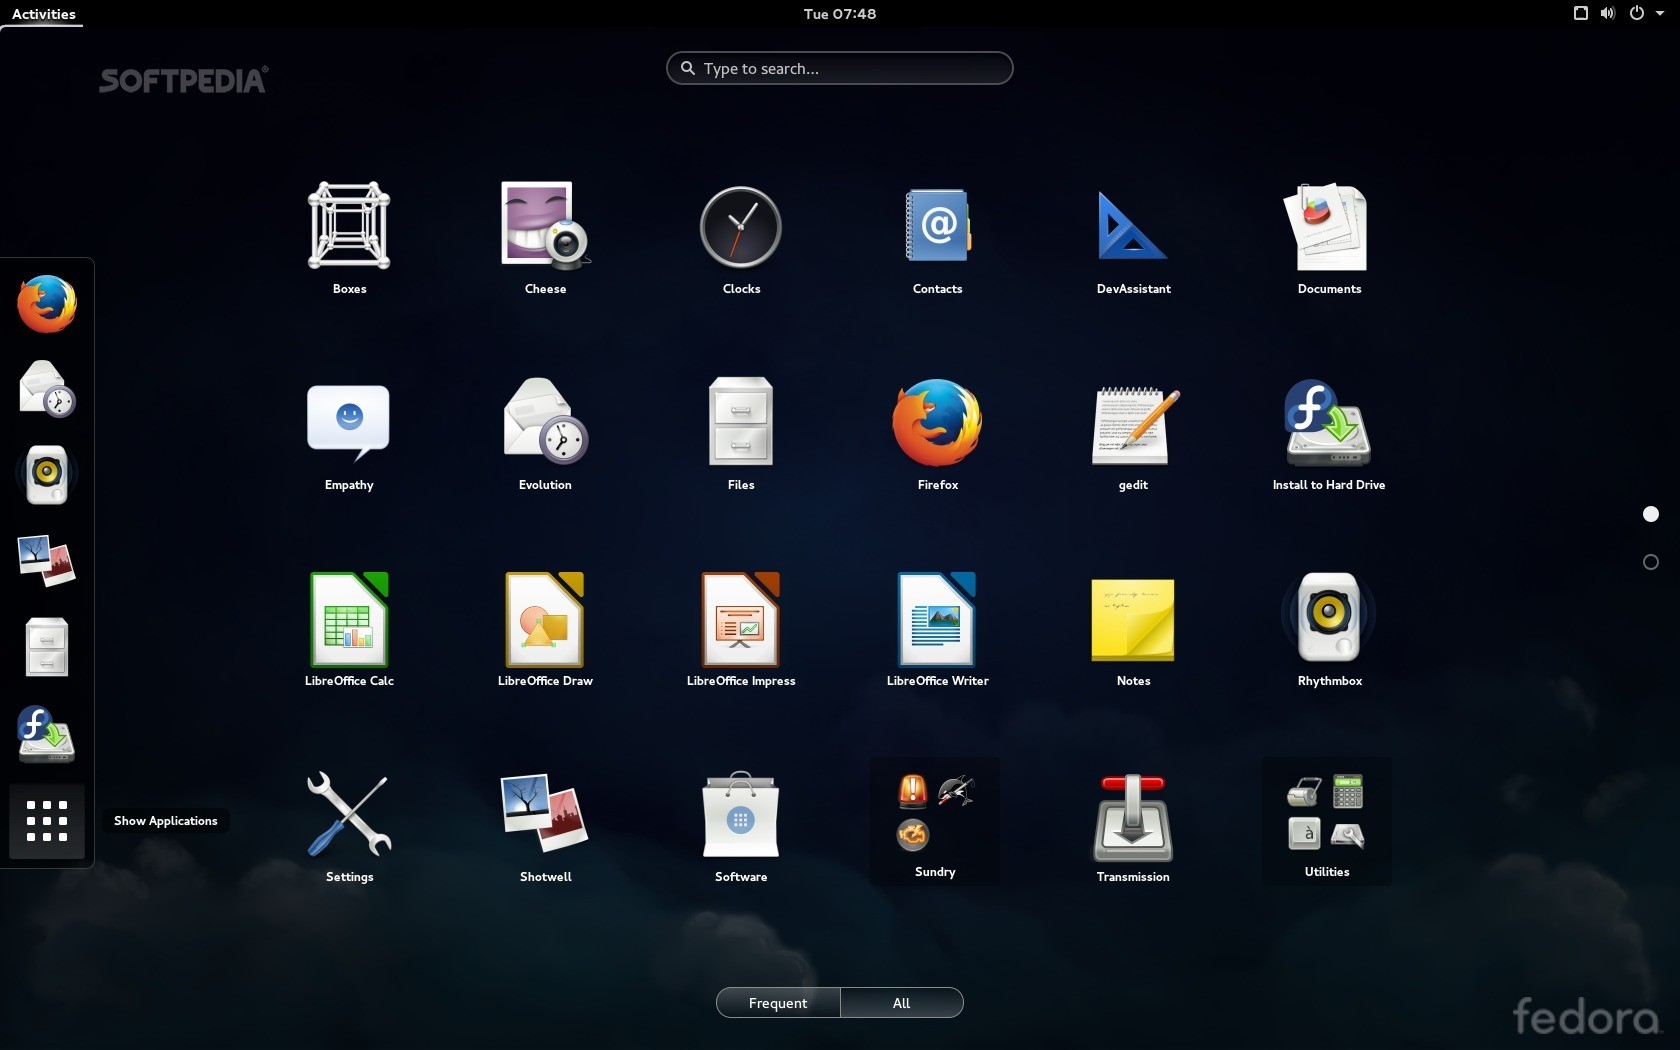 Activities
Tue 07:48
SOFTPEDIA®
Type to search...
Boxes
Cheese
Clocks
Contacts
DevAssistant
Documents
Empathy
Evolution
Files
Firefox
gedit
Install to Hard Drive
LibreOffice Calc
LibreOffice Draw
LibreOffice Impress
LibreOffice Writer
Notes
Rhythmbox
Show Applications
Settings
Shotwell
Software
Sundry
Transmission
à
Utilities
Frequent
All
fedora